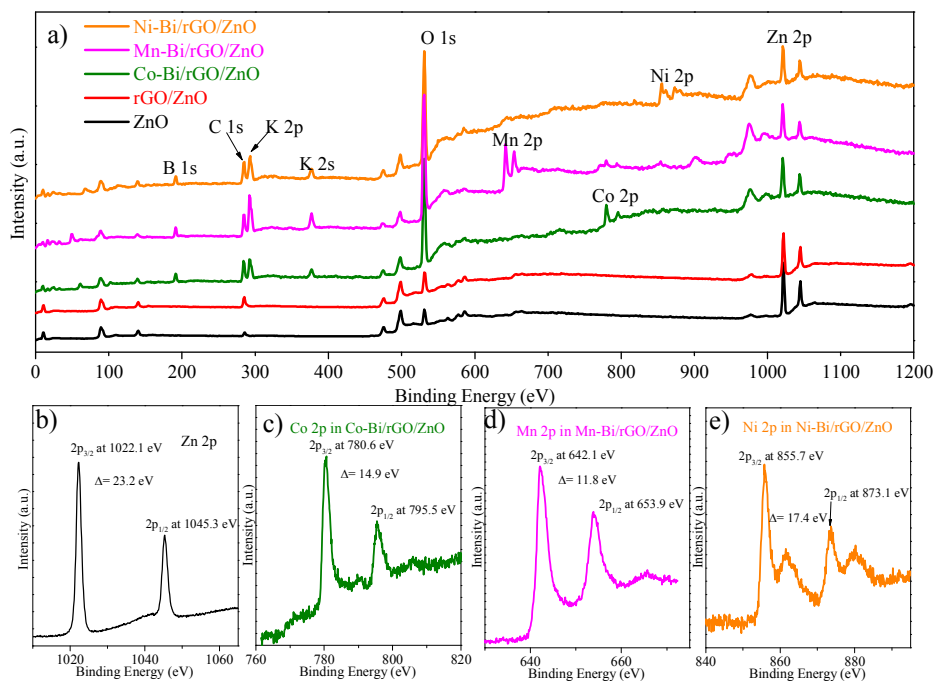 a)
Ni-Bi/rGO/ZnO
Mn-Bi/rGO/ZnO
Co-Bi/rGO/ZnO
rGO/ZnO
ZnO
B 1s
C 1s
K 2p
K 2s
O 1s
Mn 2p
Co 2p
Ni 2p
Zn 2p
Intensity (a.u.)
0 100 200 300 400 500 600 700 800 900 1000 1100 1200
Binding Energy (eV)
b)
Zn 2p
2p3/2 at 1022.1 eV
Δ= 23.2 eV
2p1/2 at 1045.3 eV
Intensity (a.u.)
1020 1040 1060
Binding Energy (eV)
c)
Co 2p in Co-Bi/rGO/ZnO
2p3/2 at 780.6 eV
Δ= 14.9 eV
2p1/2 at 795.5 eV
Intensity (a.u.)
760 780 800 820
Binding Energy (eV)
d)
Mn 2p in Mn-Bi/rGO/ZnO
2p3/2 at 642.1 eV
Δ= 11.8 eV
2p1/2 at 653.9 eV
Intensity (a.u.)
640 660
Binding Energy (eV)
e)
Ni 2p in Ni-Bi/rGO/ZnO
2p3/2 at 855.7 eV
2p1/2 at 873.1 eV
Δ= 17.4 eV
Intensity (a.u.)
840 860 880
Binding Energy (eV)